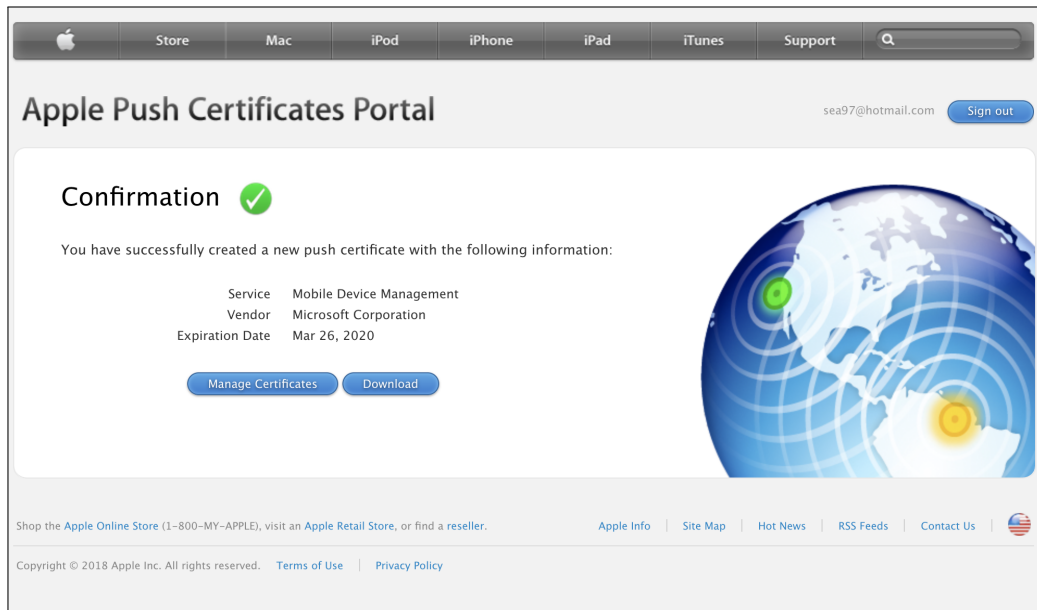 Store Mac iPod iPhone iPad iTunes Support
Apple Push Certificates Portal
sea97@hotmail.com Sign out
Confirmation
You have successfully created a new push certificate with the following information:
Service Mobile Device Management
Vendor Microsoft Corporation
Expiration Date Mar 26, 2020
Manage Certificates Download
Shop the Apple Online Store (1-800-MY-APPLE), visit an Apple Retail Store, or find a reseller. Apple Info | Site Map | Hot News | RSS Feeds | Contact Us |
Copyright © 2018 Apple Inc. All rights reserved. Terms of Use | Privacy Policy